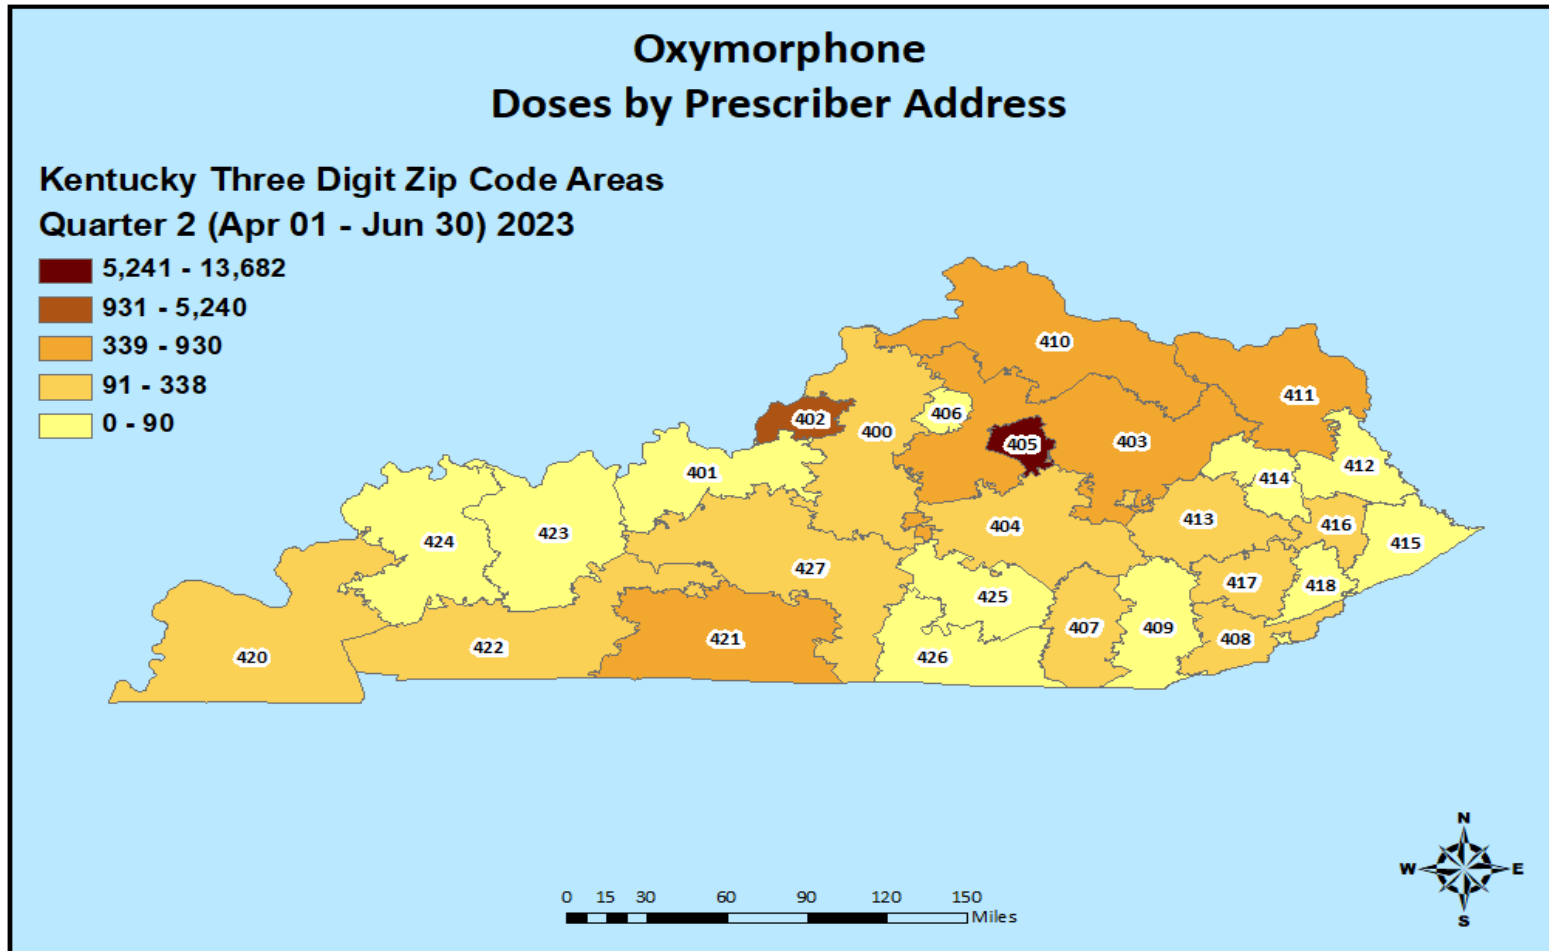 Oxymorphone
Doses by Prescriber Address
Kentucky Three Digit Zip Code Areas
Quarter 2 (Apr 01 - Jun 30) 2023
5,241 - 13,682
931 - 5,240
339 - 930
91 - 338
0 - 90
410
411
406
402
400
405
403
401
412
414
413
416
404
423
424
415
427
417
418
425
407
409
408
421
422
426
420
N
W E
S
0 15 30 60 90 120 150
Miles